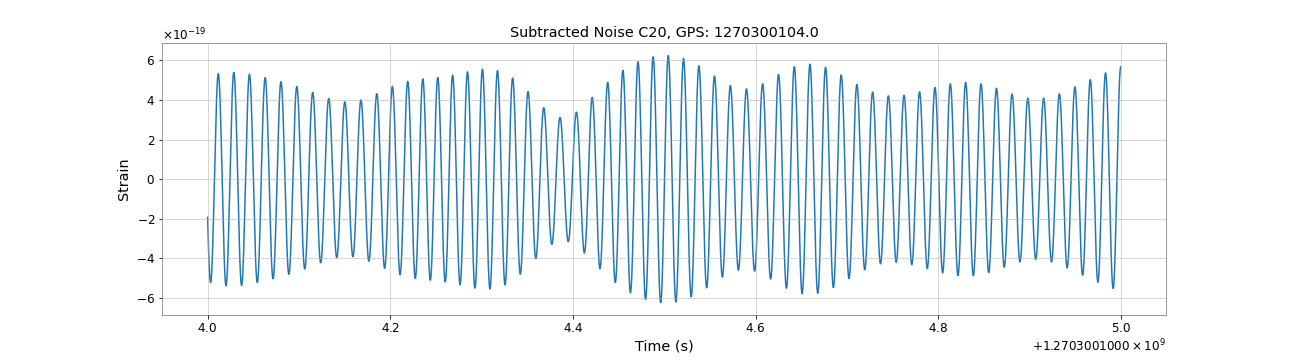 Subtracted Noise C20, GPS: 1270300104.0
×10⁻¹⁹
6
4
2
0
−2
−4
−6
Strain
4.0 4.2 4.4 4.6 4.8 5.0
Time (s)
+1.2703001000 × 10⁹